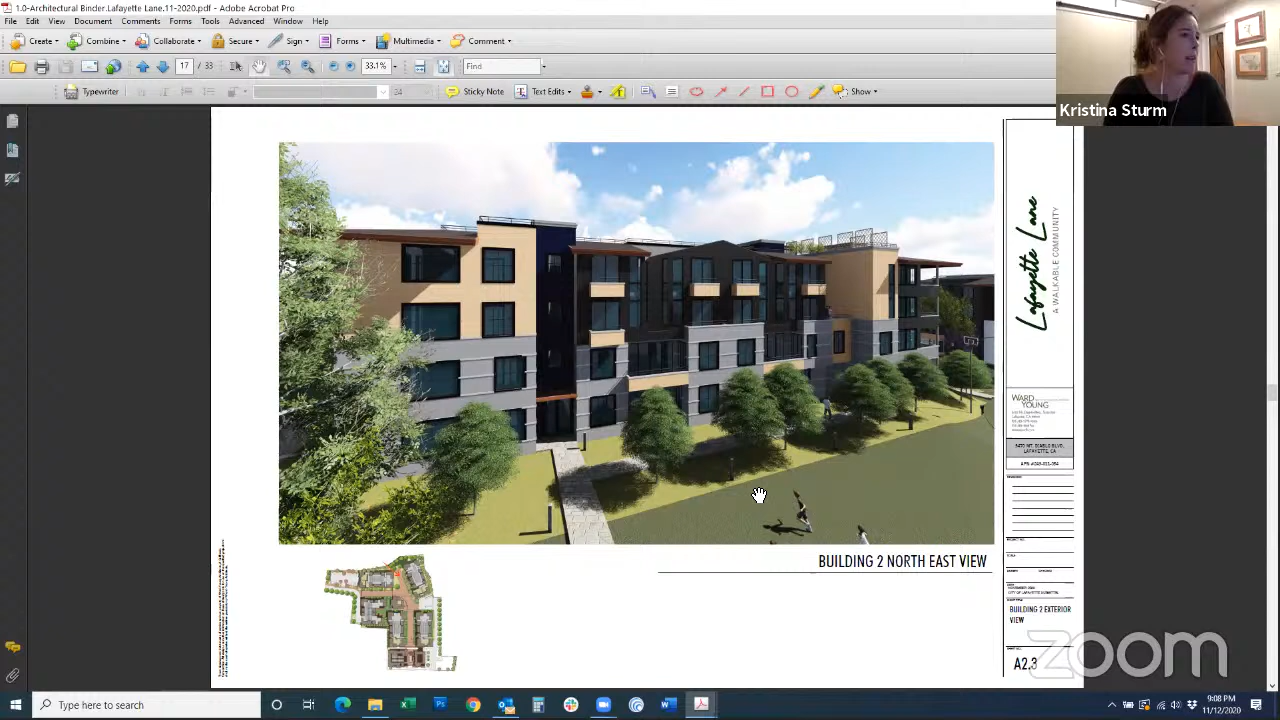 1.0-Architectural Binder.Lafayette Lane.11-2020.pdf - Adobe Acrobat Pro
File Edit View Document Comments Forms Tools Advanced Window Help
Create Combine Collaborate Secure Sign Forms Multimedia Comment
17 / 33 33.1% Find
Typewriter 24 Sticky Note Text Edits Show
Kristina Sturm
Lafayette Lane
A WALKABLE COMMUNITY
WARD
YOUNG
LAFAYETTE, CA
BUILDING 2 NORTH EAST VIEW
BUILDING 2 EXTERIOR
VIEW
A2.3
zoom
Type here to search
9:08 PM
11/12/2020